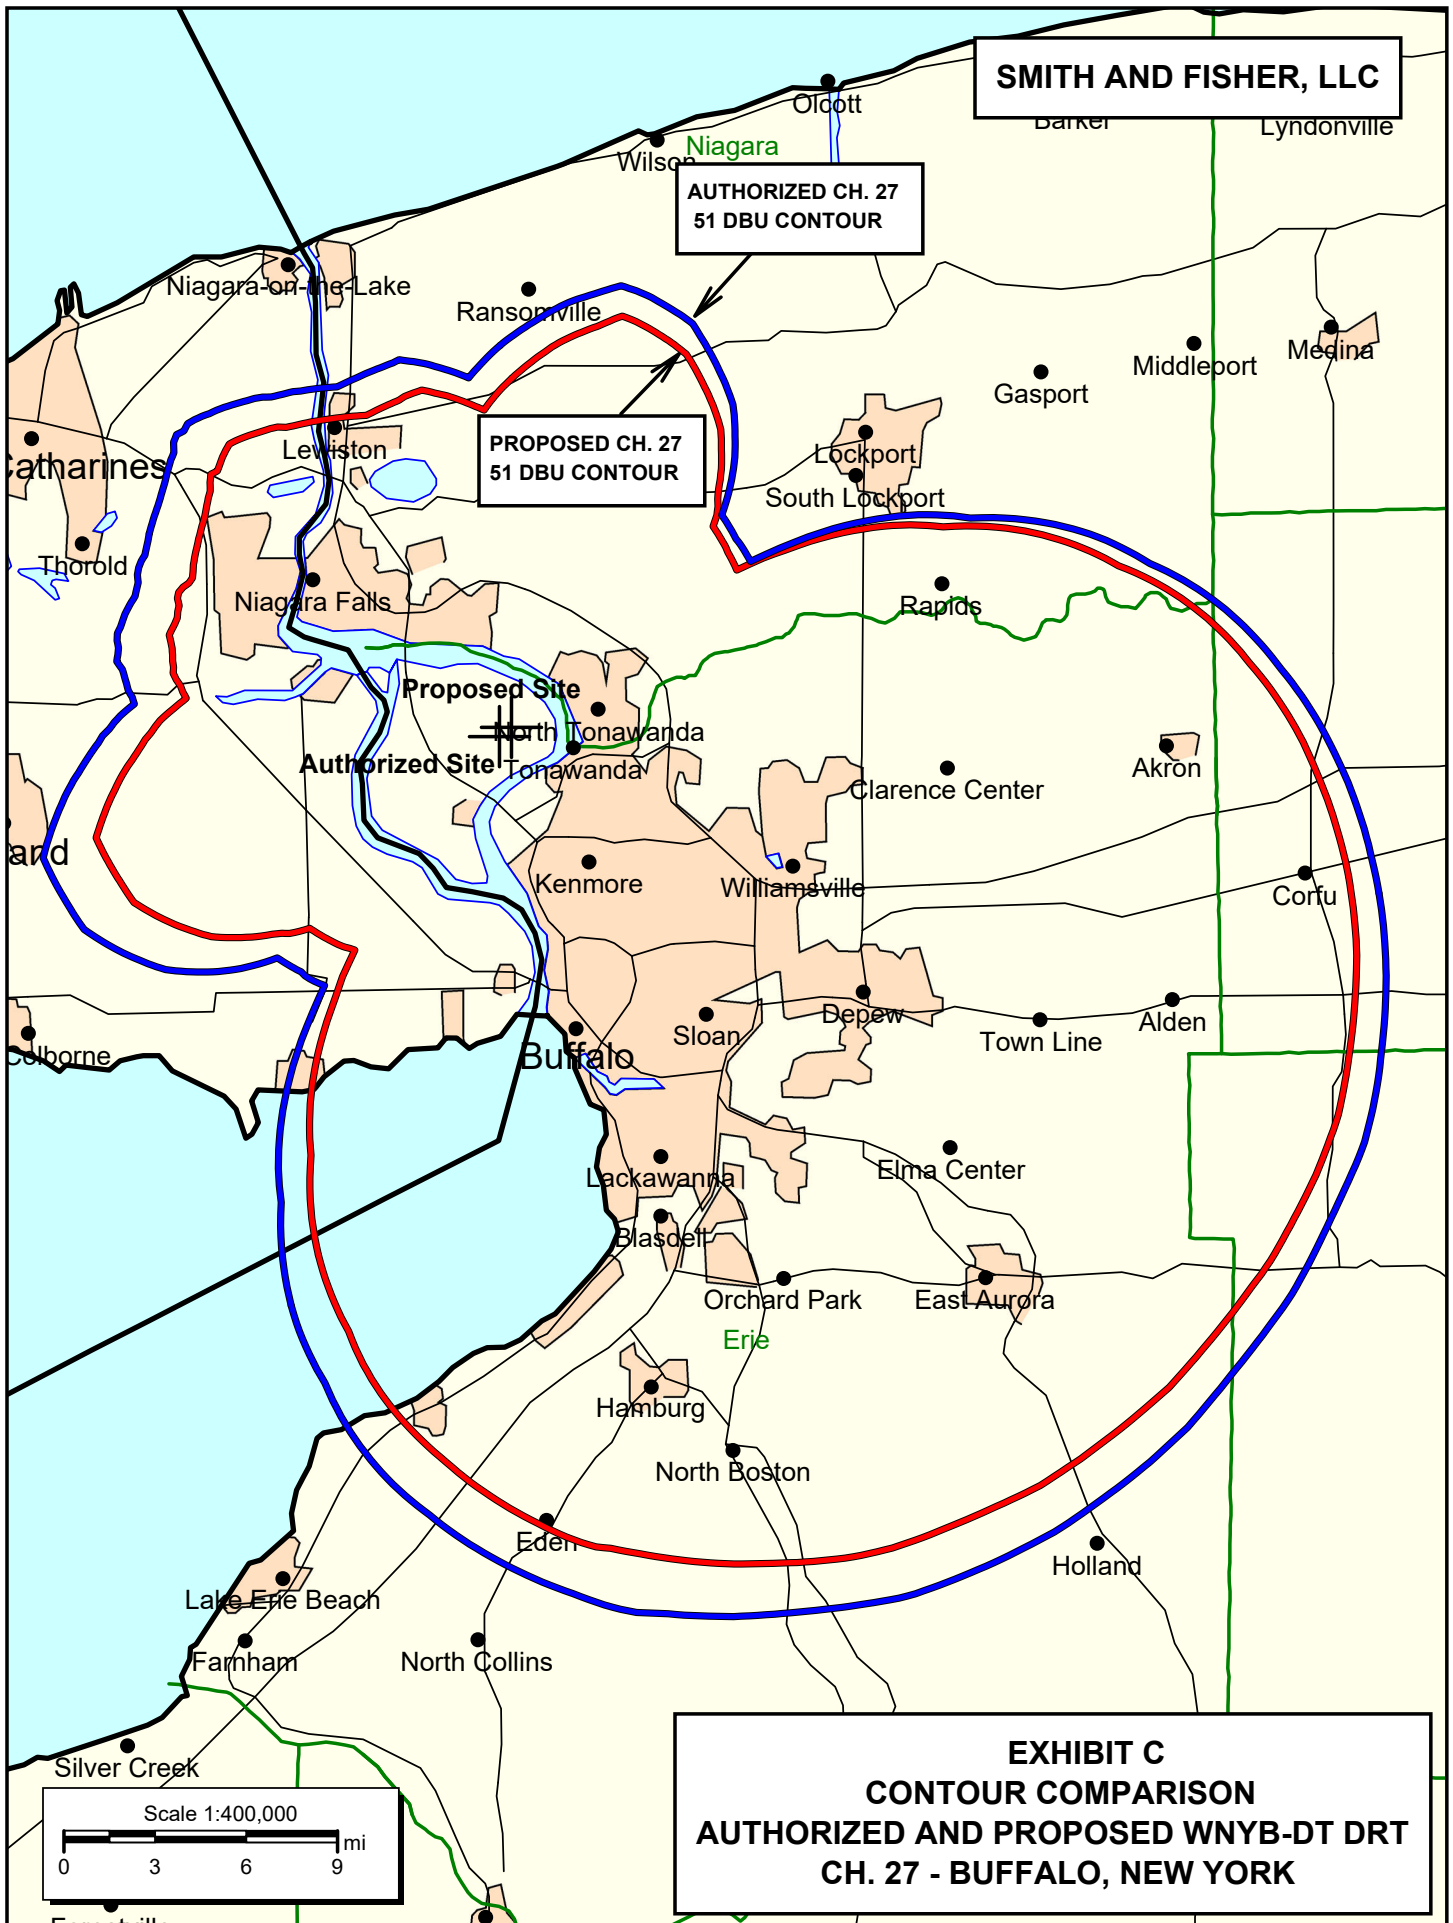 SMITH AND FISHER, LLC
Olcott
Barker
Lyndonville
Wilson
Niagara
AUTHORIZED CH. 27
51 DBU CONTOUR
Niagara-on-the-Lake
Ransomville
Medina
Middleport
Gasport
PROPOSED CH. 27
51 DBU CONTOUR
Lewiston
Lockport
Catharines
South Lockport
Thorold
Niagara Falls
Rapids
Proposed Site
North Tonawanda
Authorized Site
Tonawanda
Akron
Clarence Center
and
Kenmore
Williamsville
Corfu
Depew
Alden
Sloan
Town Line
Colborne
Buffalo
Elma Center
Lackawanna
Blasdell
Orchard Park
East Aurora
Erie
Hamburg
North Boston
Eden
Holland
Lake Erie Beach
Farnham
North Collins
Silver Creek
Scale 1:400,000
mi
0 3 6 9
EXHIBIT C
CONTOUR COMPARISON
AUTHORIZED AND PROPOSED WNYB-DT DRT
CH. 27 - BUFFALO, NEW YORK